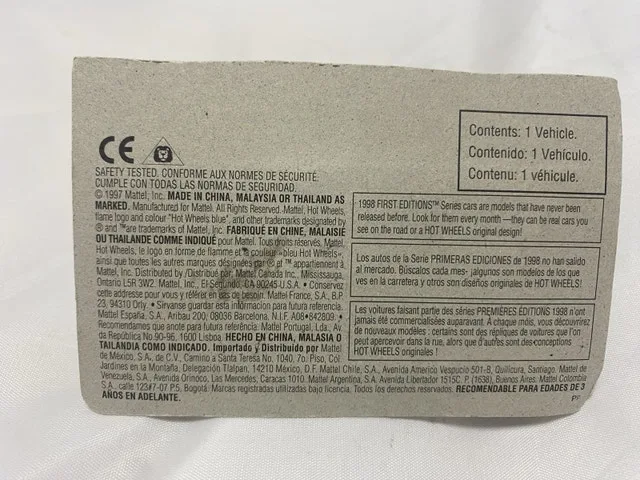 Contents: 1 Vehicle.
Contenido: 1 Vehículo.
Contenu: 1 véhicule.
CE
SAFETY TESTED. CONFORME AUX NORMES DE SÉCURITÉ.
CUMPLE CON TODAS LAS NORMAS DE SEGURIDAD.
© 1997 Mattel, Inc. MADE IN CHINA, MALAYSIA OR THAILAND AS
MARKED. Manufactured for Mattel. All Rights Reserved. Mattel, Hot Wheels,
flame logo and colour "Hot Wheels blue", and other trademarks designated by
® and ™are trademarks of Mattel, Inc. FABRIQUÉ EN CHINE, MALAISIE
OU THAILANDE COMME INDIQUÉ pour Mattel. Tous droits réservés, Mattel,
Hot Wheels, le logo en forme de flamme et la couleur «bleu Hot Wheels»,
ainsi que toutes les autres marques désignées par ® et ™ appartiennent à
Mattel, Inc. Distributed by /Distribué par: Mattel Canada Inc., Mississauga,
Ontario L5R 3W2. Mattel, Inc., El Segundo, CA 90245 U.S.A. • Conservez
cette adresse pour vous y référer en cas de besoin. Mattel France, S.A., B.P.
23, 94310 Orly. • Sírvanse guardar esta información para futura referencia.
Mattel España, S.A., Aribau 200, 08036 Barcelona. N.I.F. A08•842809. •
Recomendamos que anote para futura referência. Mattel Portugal, Lda., Av.
da República No.90-96, 1600 Lisboa. HECHO EN CHINA, MALASIA O
TAILANDIA COMO INDICADO. Importado y Distribuido por Mattel
de México, S.A. de C.V., Camino a Santa Teresa No. 1040, 7o. Piso, Col.
Jardines en la Montaña, Delegación Tlalpan, 14210 México, D.F. Mattel Chile, S.A., Avenida Americo Vespucio 501-B, Quilicura, Santiago. Mattel de
Venezuela, S.A., Avenida Orinoco, Las Mercedes, Caracas 1010. Mattel Argentina, S.A. Avenida Libertador 1515C. P. (1638), Buenos Aires. Mattel Colombia
S.A., calle 123#7-07 P.5, Bogotá. Marcas registradas utilizadas bajo licencia. Todos los derechos reservados. RECOMENDABLE PARA EDADES DE 3
AÑOS EN ADELANTE.
1998 FIRST EDITIONS™ Series cars are models that have never been
released before. Look for them every month —they can be real cars you
see on the road or a HOT WHEELS original design!
Los autos de la Serie PRIMERAS EDICIONES de 1998 no han salido
al mercado. Búscalos cada mes- ¡algunos son modelos de los que
ves en la carretera y otros son diseños originales de HOT WHEELS!
Les voitures faisant partie des séries PREMIÈRES ÉDITIONS 1998 n'ont
jamais été commercialisées auparavant. À chaque mois, vous découvrirez
de nouveaux modèles : certains sont des répliques de voitures que l'on
peut apercevoir dans la rue, alors que d'autres sont des conceptions
HOT WHEELS originales !
PF